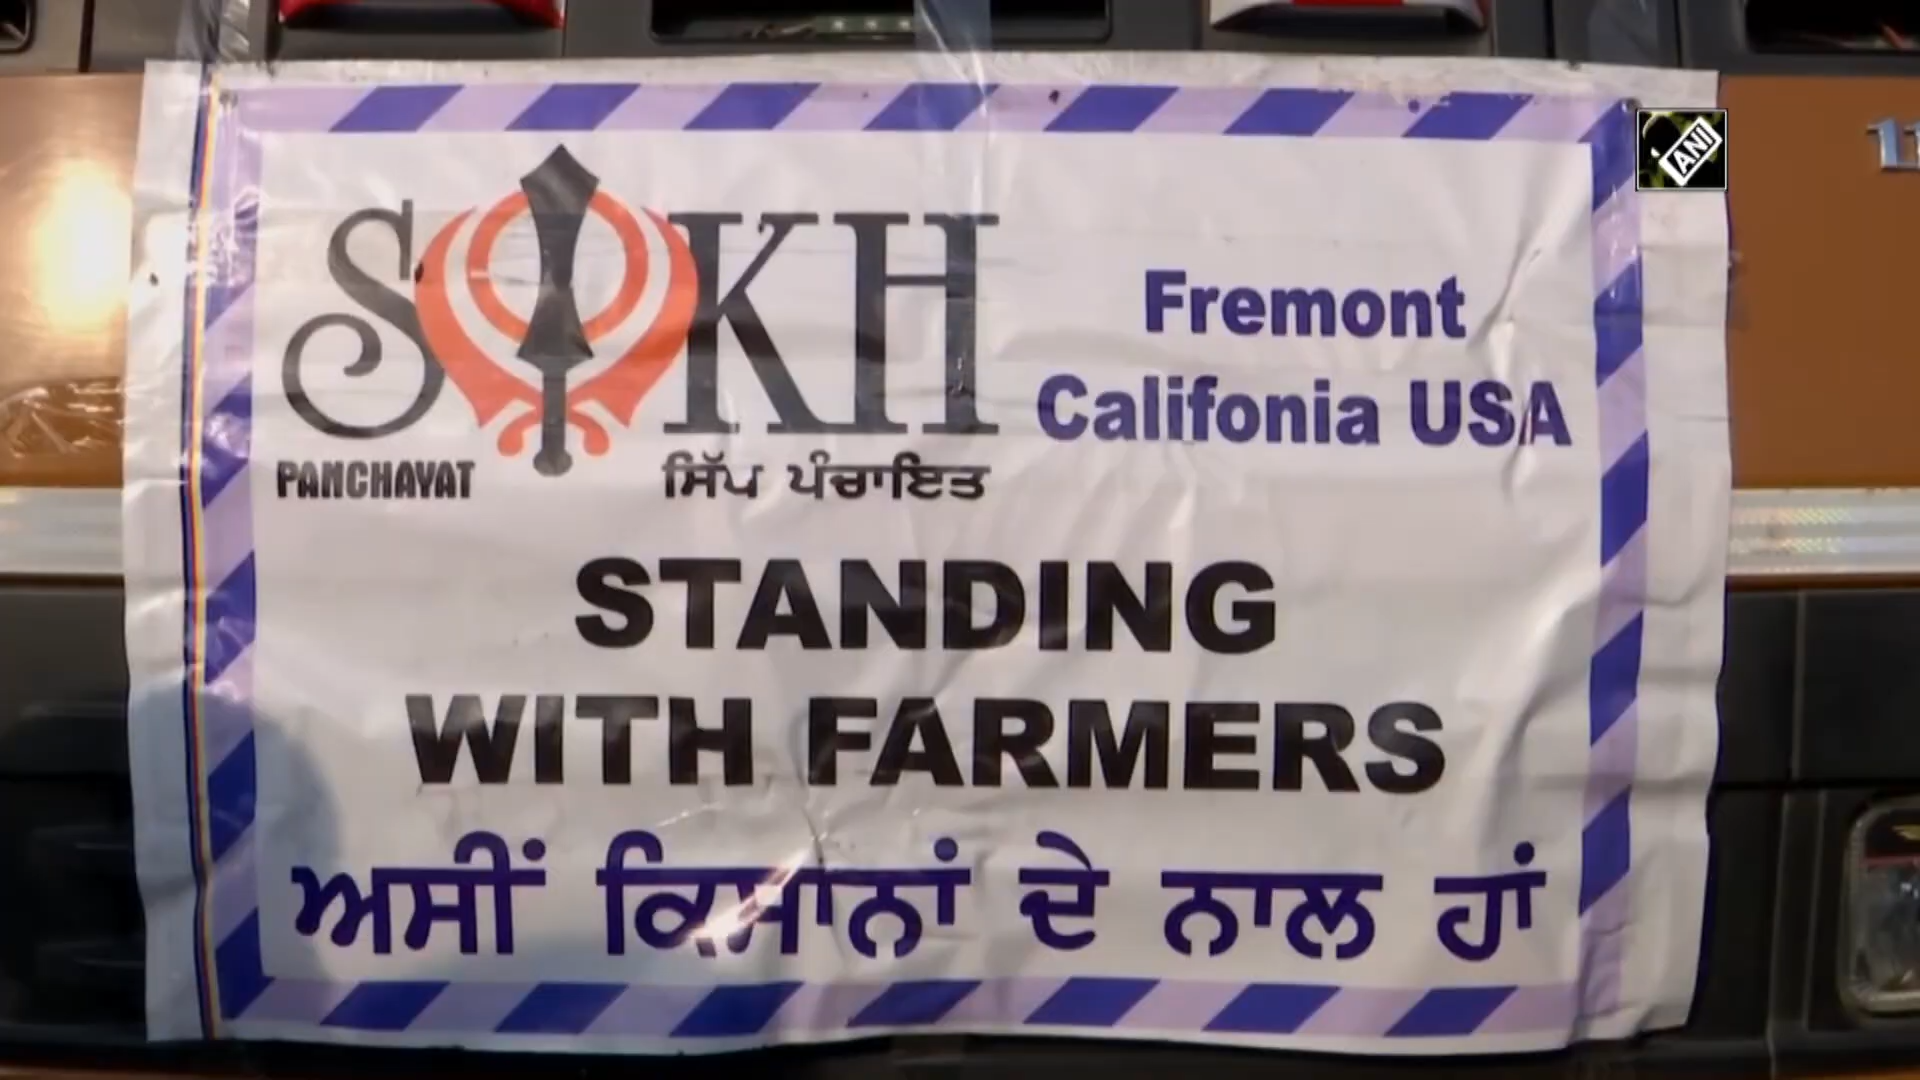 SIKH
PANCHAYAT ਸਿੱਪ ਪੰਚਾਇਤ
Fremont
Califonia USA
STANDING
WITH FARMERS
ਅਸੀਂ ਕਿਸਾਨਾਂ ਦੇ ਨਾਲ ਹਾਂ
ANI